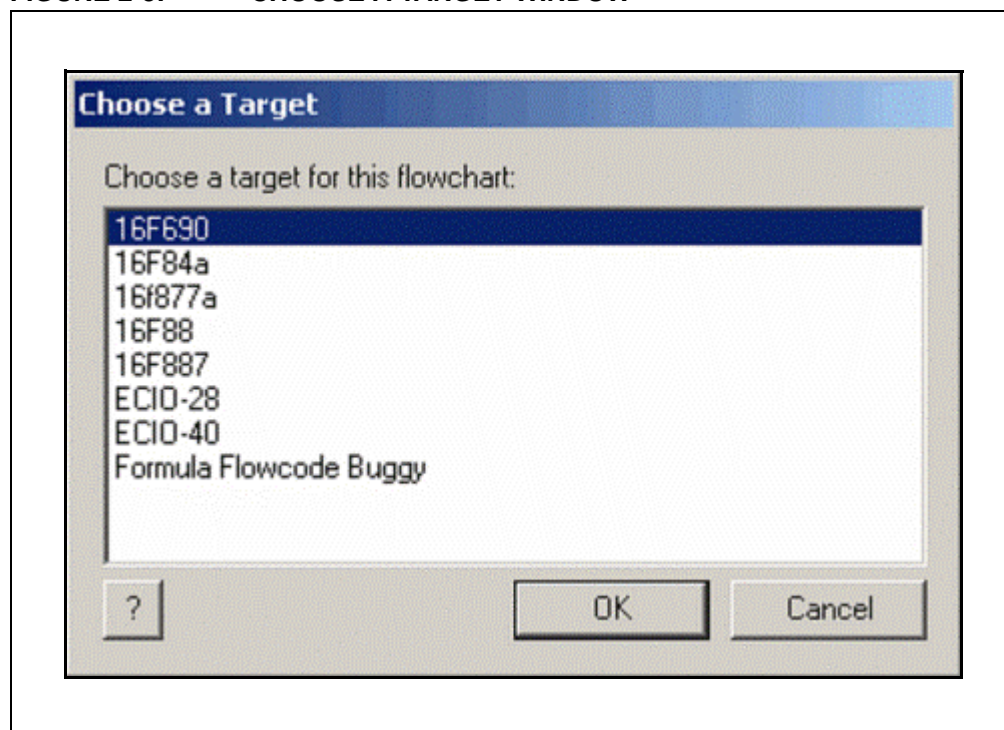 Choose a Target
Choose a target for this flowchart:
16F690
16F84a
16f877a
16F88
16F887
ECIO-28
ECIO-40
Formula Flowcode Buggy
? OK Cancel